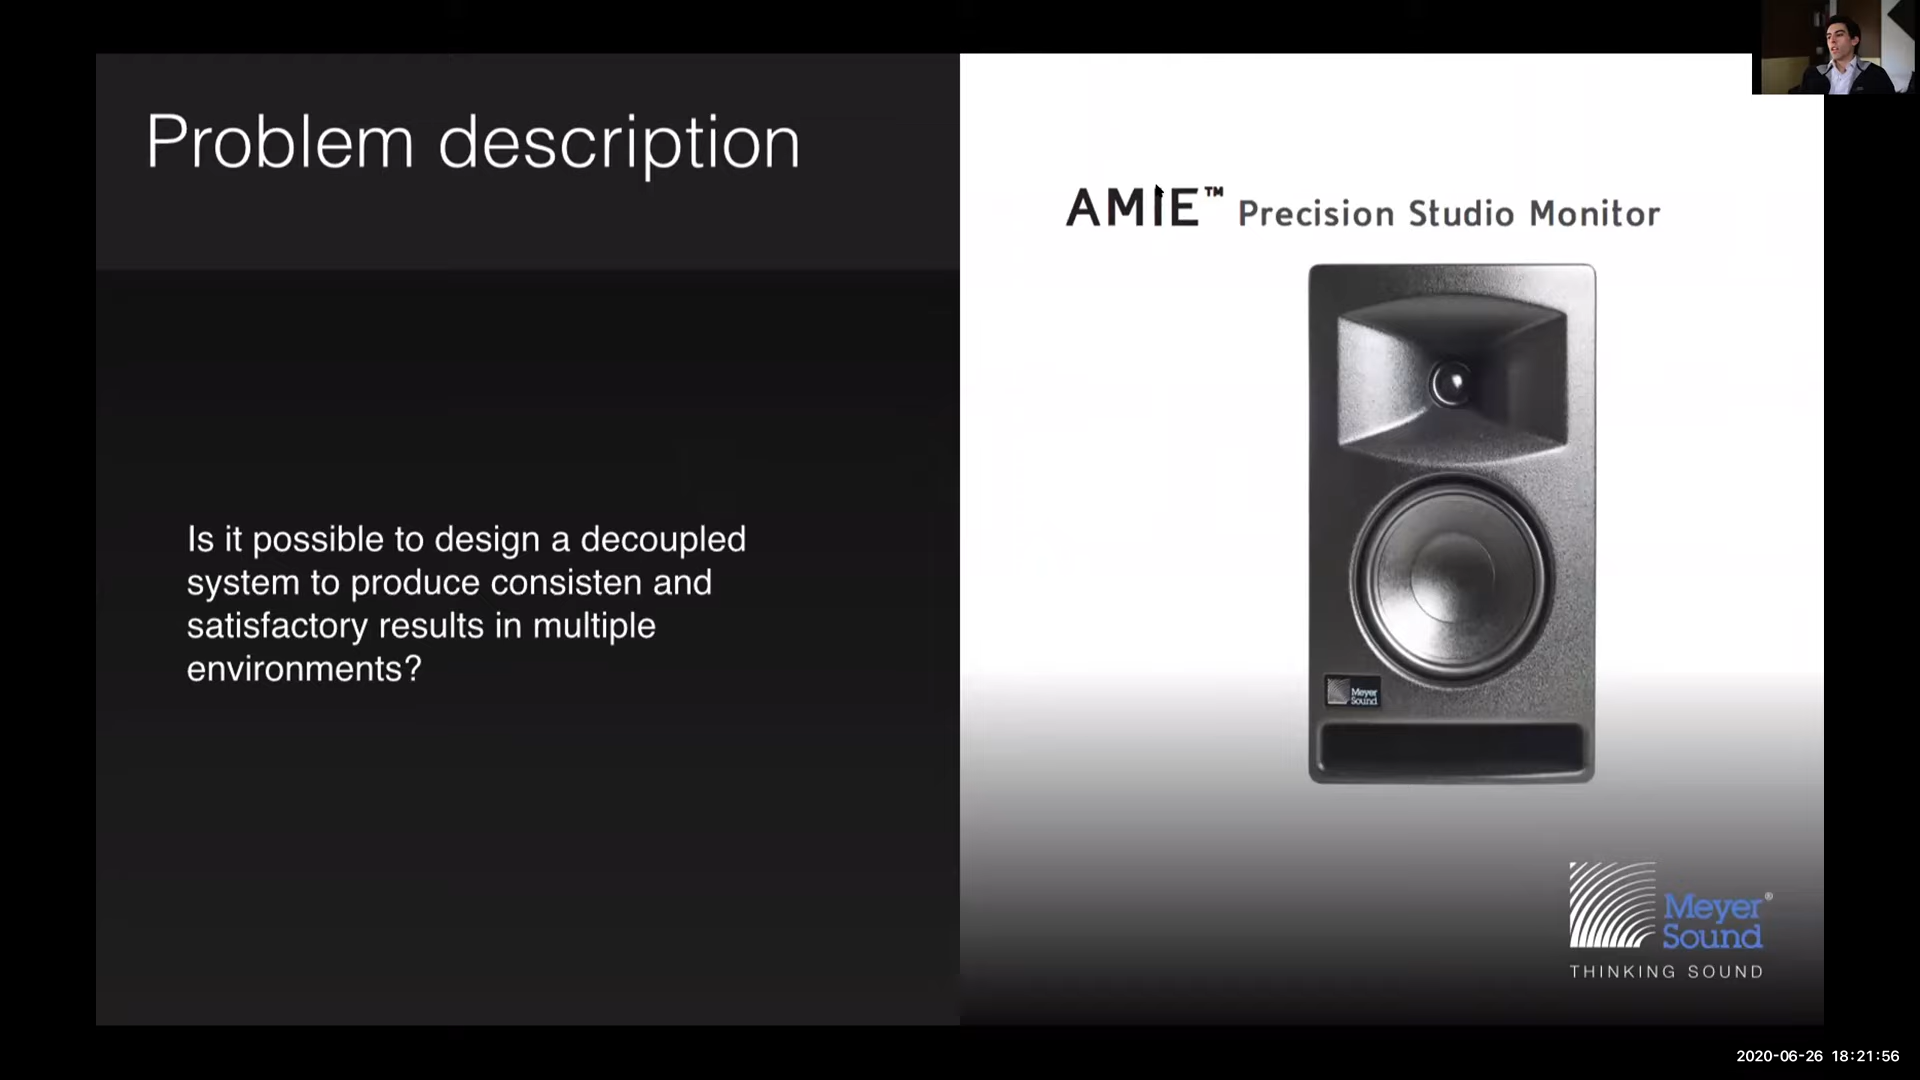 Problem description
Is it possible to design a decoupled
system to produce consisten and
satisfactory results in multiple
environments?
AMIE™ Precision Studio Monitor
Meyer
Sound
Meyer®
Sound
THINKING SOUND
2020-06-26 18:21:56